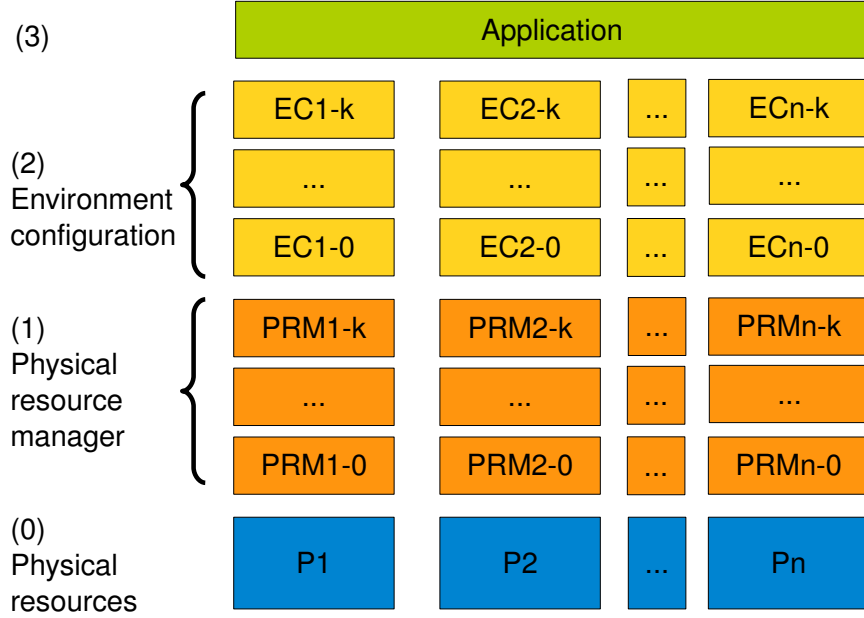 (3)
Application
EC1-k EC2-k ... ECn-k
(2)
Environment
configuration
... ... ... ...
EC1-0 EC2-0 ... ECn-0
(1)
Physical
resource
manager
PRM1-k PRM2-k ... PRMn-k
... ... ... ...
PRM1-0 PRM2-0 ... PRMn-0
(0)
Physical
resources
P1 P2 ... Pn